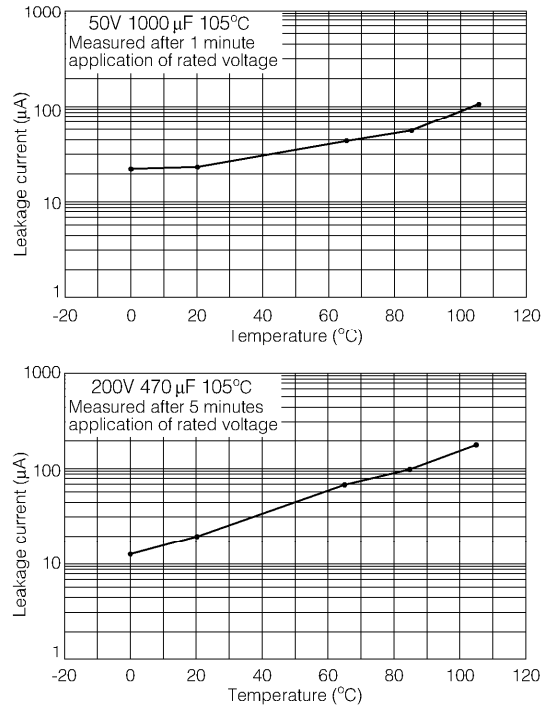 50V 1000 μF 105°C
Measured after 1 minute
application of rated voltage
Leakage current (μA)
1000
100
10
1
-20 0 20 40 60 80 100 120
Temperature (°C)
200V 470 μF 105°C
Measured after 5 minutes
application of rated voltage
Leakage current (μA)
1000
100
10
1
-20 0 20 40 60 80 100 120
Temperature (°C)